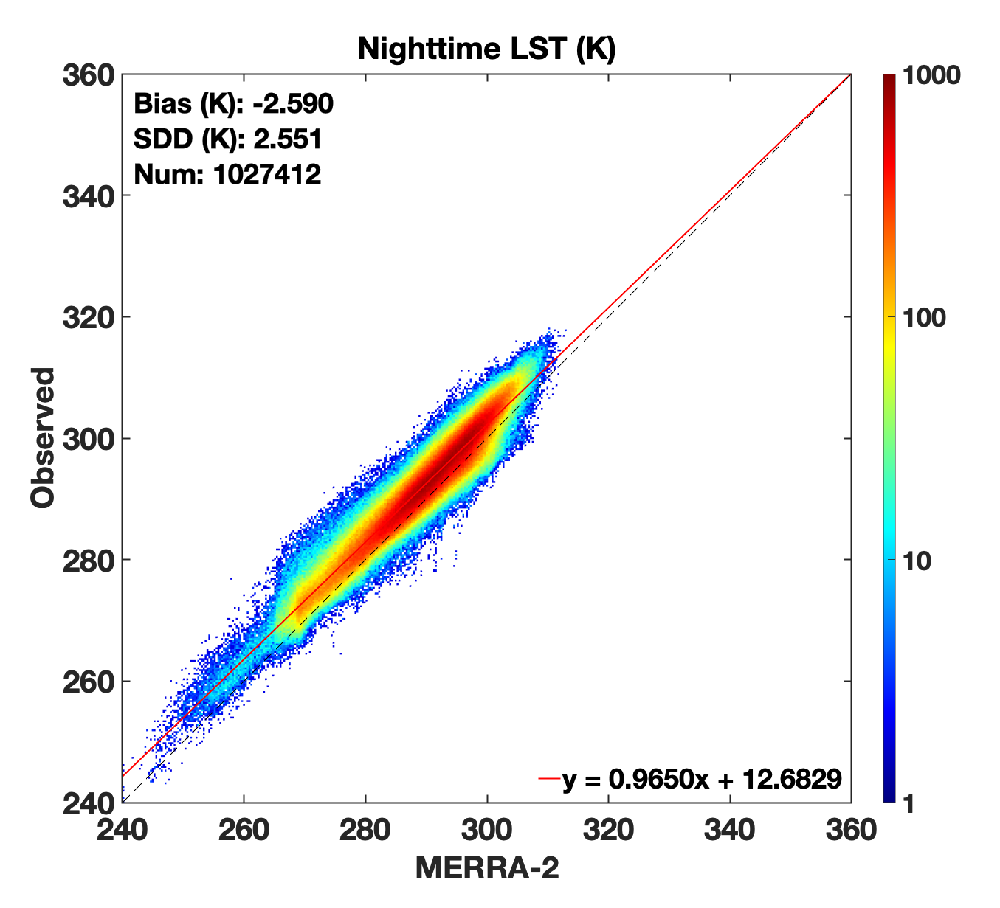 Nighttime LST (K)
Bias (K): -2.590
SDD (K): 2.551
Num: 1027412
360
340
320
300
280
260
240
Observed
240
260
280
300
320
340
360
MERRA-2
y = 0.9650x + 12.6829
1000
100
10
1